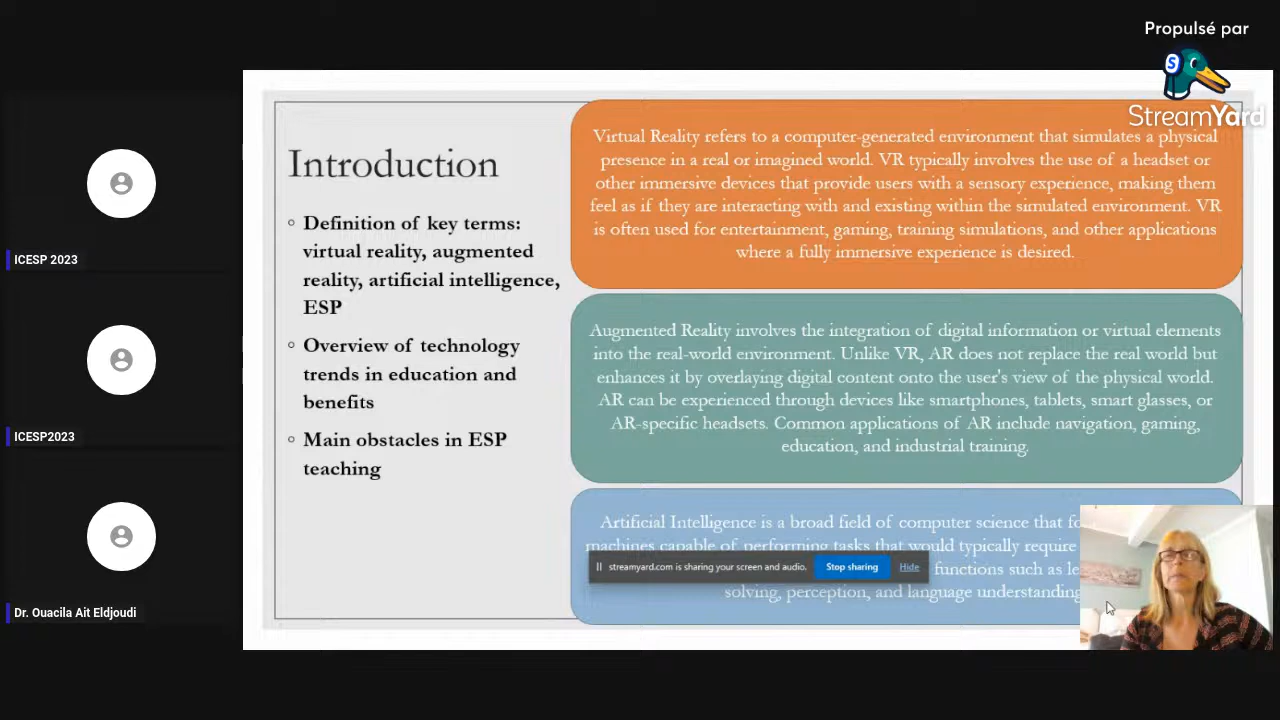 Propulsé par
StreamYard
ICESP 2023
ICESP2023
Dr. Ouacila Ait Eldjoudi
Introduction
◦ Definition of key terms:
virtual reality, augmented
reality, artificial intelligence,
ESP
◦ Overview of technology
trends in education and
benefits
◦ Main obstacles in ESP
teaching
Virtual Reality refers to a computer-generated environment that simulates a physical
presence in a real or imagined world. VR typically involves the use of a headset or
other immersive devices that provide users with a sensory experience, making them
feel as if they are interacting with and existing within the simulated environment. VR
is often used for entertainment, gaming, training simulations, and other applications
where a fully immersive experience is desired.
Augmented Reality involves the integration of digital information or virtual elements
into the real-world environment. Unlike VR, AR does not replace the real world but
enhances it by overlaying digital content onto the user's view of the physical world.
AR can be experienced through devices like smartphones, tablets, smart glasses, or
AR-specific headsets. Common applications of AR include navigation, gaming,
education, and industrial training.
Artificial Intelligence is a broad field of computer science that
machines capable of performing tasks that would typically require
functions such as
solving, perception, and language understanding
streamyard.com is sharing your screen and audio.
Stop sharing
Hide